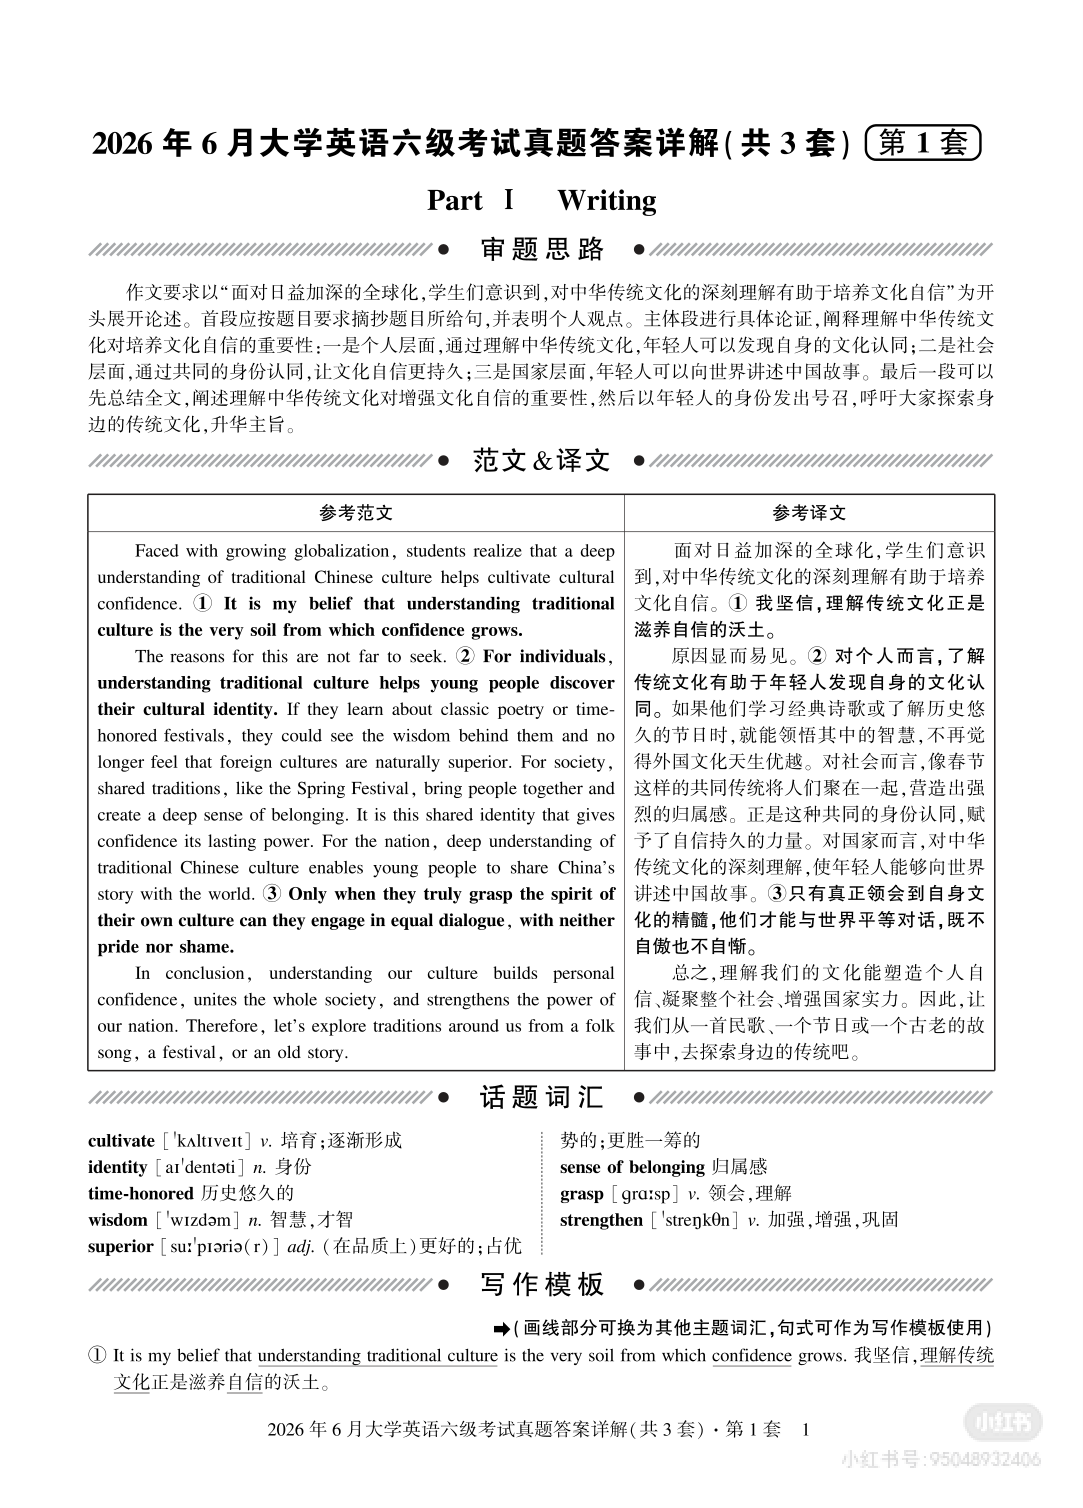 2026 年 6 月大学英语六级考试真题答案详解(共 3 套) 第 1 套
Part Ⅰ Writing
审题思路
作文要求以“面对日益加深的全球化,学生们意识到,对中华传统文化的深刻理解有助于培养文化自信”为开
头展开论述。首段应按题目要求摘抄题目所给句,并表明个人观点。主体段进行具体论证,阐释理解中华传统文
化对培养文化自信的重要性:一是个人层面,通过理解中华传统文化,年轻人可以发现自身的文化认同;二是社会
层面,通过共同的身份认同,让文化自信更持久;三是国家层面,年轻人可以向世界讲述中国故事。最后一段可以
先总结全文,阐述理解中华传统文化对增强文化自信的重要性,然后以年轻人的身份发出号召,呼吁大家探索身
边的传统文化,升华主旨。
范文&译文
参考范文
Faced with growing globalization, students realize that a deep
understanding of traditional Chinese culture helps cultivate cultural
confidence. ① It is my belief that understanding traditional
culture is the very soil from which confidence grows.
The reasons for this are not far to seek. ② For individuals,
understanding traditional culture helps young people discover
their cultural identity. If they learn about classic poetry or time-
honored festivals, they could see the wisdom behind them and no
longer feel that foreign cultures are naturally superior. For society,
shared traditions, like the Spring Festival, bring people together and
create a deep sense of belonging. It is this shared identity that gives
confidence its lasting power. For the nation, deep understanding of
traditional Chinese culture enables young people to share China's
story with the world. ③ Only when they truly grasp the spirit of
their own culture can they engage in equal dialogue, with neither
pride nor shame.
In conclusion, understanding our culture builds personal
confidence, unites the whole society, and strengthens the power of
our nation. Therefore, let's explore traditions around us from a folk
song, a festival, or an old story.
参考译文
面对日益加深的全球化,学生们意识
到,对中华传统文化的深刻理解有助于培养
文化自信。① 我坚信,理解传统文化正是
滋养自信的沃土。
原因显而易见。② 对个人而言,了解
传统文化有助于年轻人发现自身的文化认
同。如果他们学习经典诗歌或了解历史悠
久的节日时,就能领悟其中的智慧,不再觉
得外国文化天生优越。对社会而言,像春节
这样的共同传统将人们聚在一起,营造出强
烈的归属感。正是这种共同的身份认同,赋
予了自信持久的力量。对国家而言,对中华
传统文化的深刻理解,使年轻人能够向世界
讲述中国故事。③只有真正领会到自身文
化的精髓,他们才能与世界平等对话,既不
自傲也不自惭。
总之,理解我们的文化能塑造个人自
信、凝聚整个社会、增强国家实力。因此,让
我们从一首民歌、一个节日或一个古老的故
事中,去探索身边的传统吧。
话题词汇
cultivate [ˈkʌltɪveɪt] v. 培育;逐渐形成
identity [aɪˈdentəti] n. 身份
time-honored 历史悠久的
wisdom [ˈwɪzdəm] n. 智慧,才智
superior [suːˈpɪəriə(r)] adj. (在品质上)更好的;占优
势的;更胜一筹的
sense of belonging 归属感
grasp [ɡrɑːsp] v. 领会,理解
strengthen [ˈstreŋkθn] v. 加强,增强,巩固
写作模板
➡(画线部分可换为其他主题词汇,句式可作为写作模板使用)
① It is my belief that understanding traditional culture is the very soil from which confidence grows. 我坚信,理解传统
文化正是滋养自信的沃土。
2026 年 6 月大学英语六级考试真题答案详解(共 3 套)·第 1 套 1
小红书
小红书号:95048932406